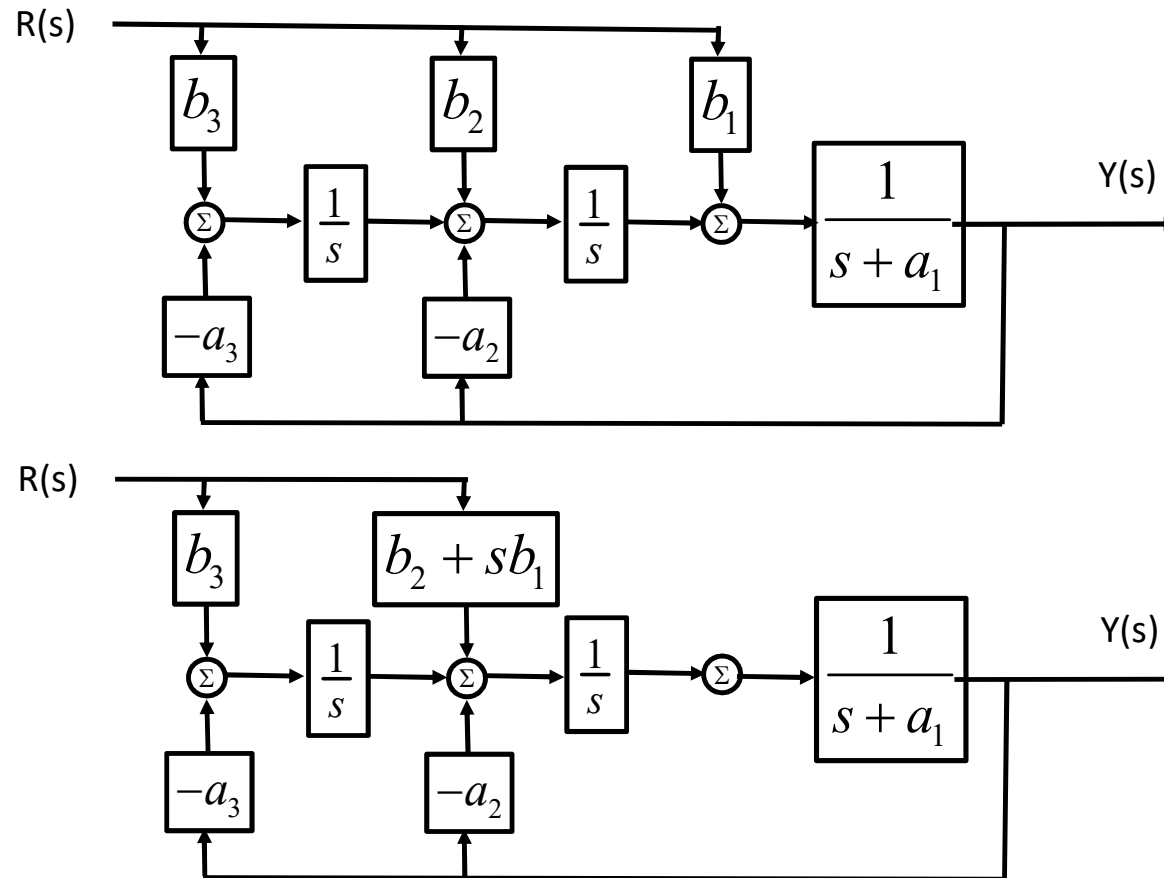 R(s)
b₃
b₂
b₁
Σ
1/s
Σ
1/s
Σ
1/(s + a₁)
Y(s)
−a₃
−a₂
R(s)
b₃
b₂ + sb₁
Σ
1/s
Σ
1/s
Σ
1/(s + a₁)
Y(s)
−a₃
−a₂